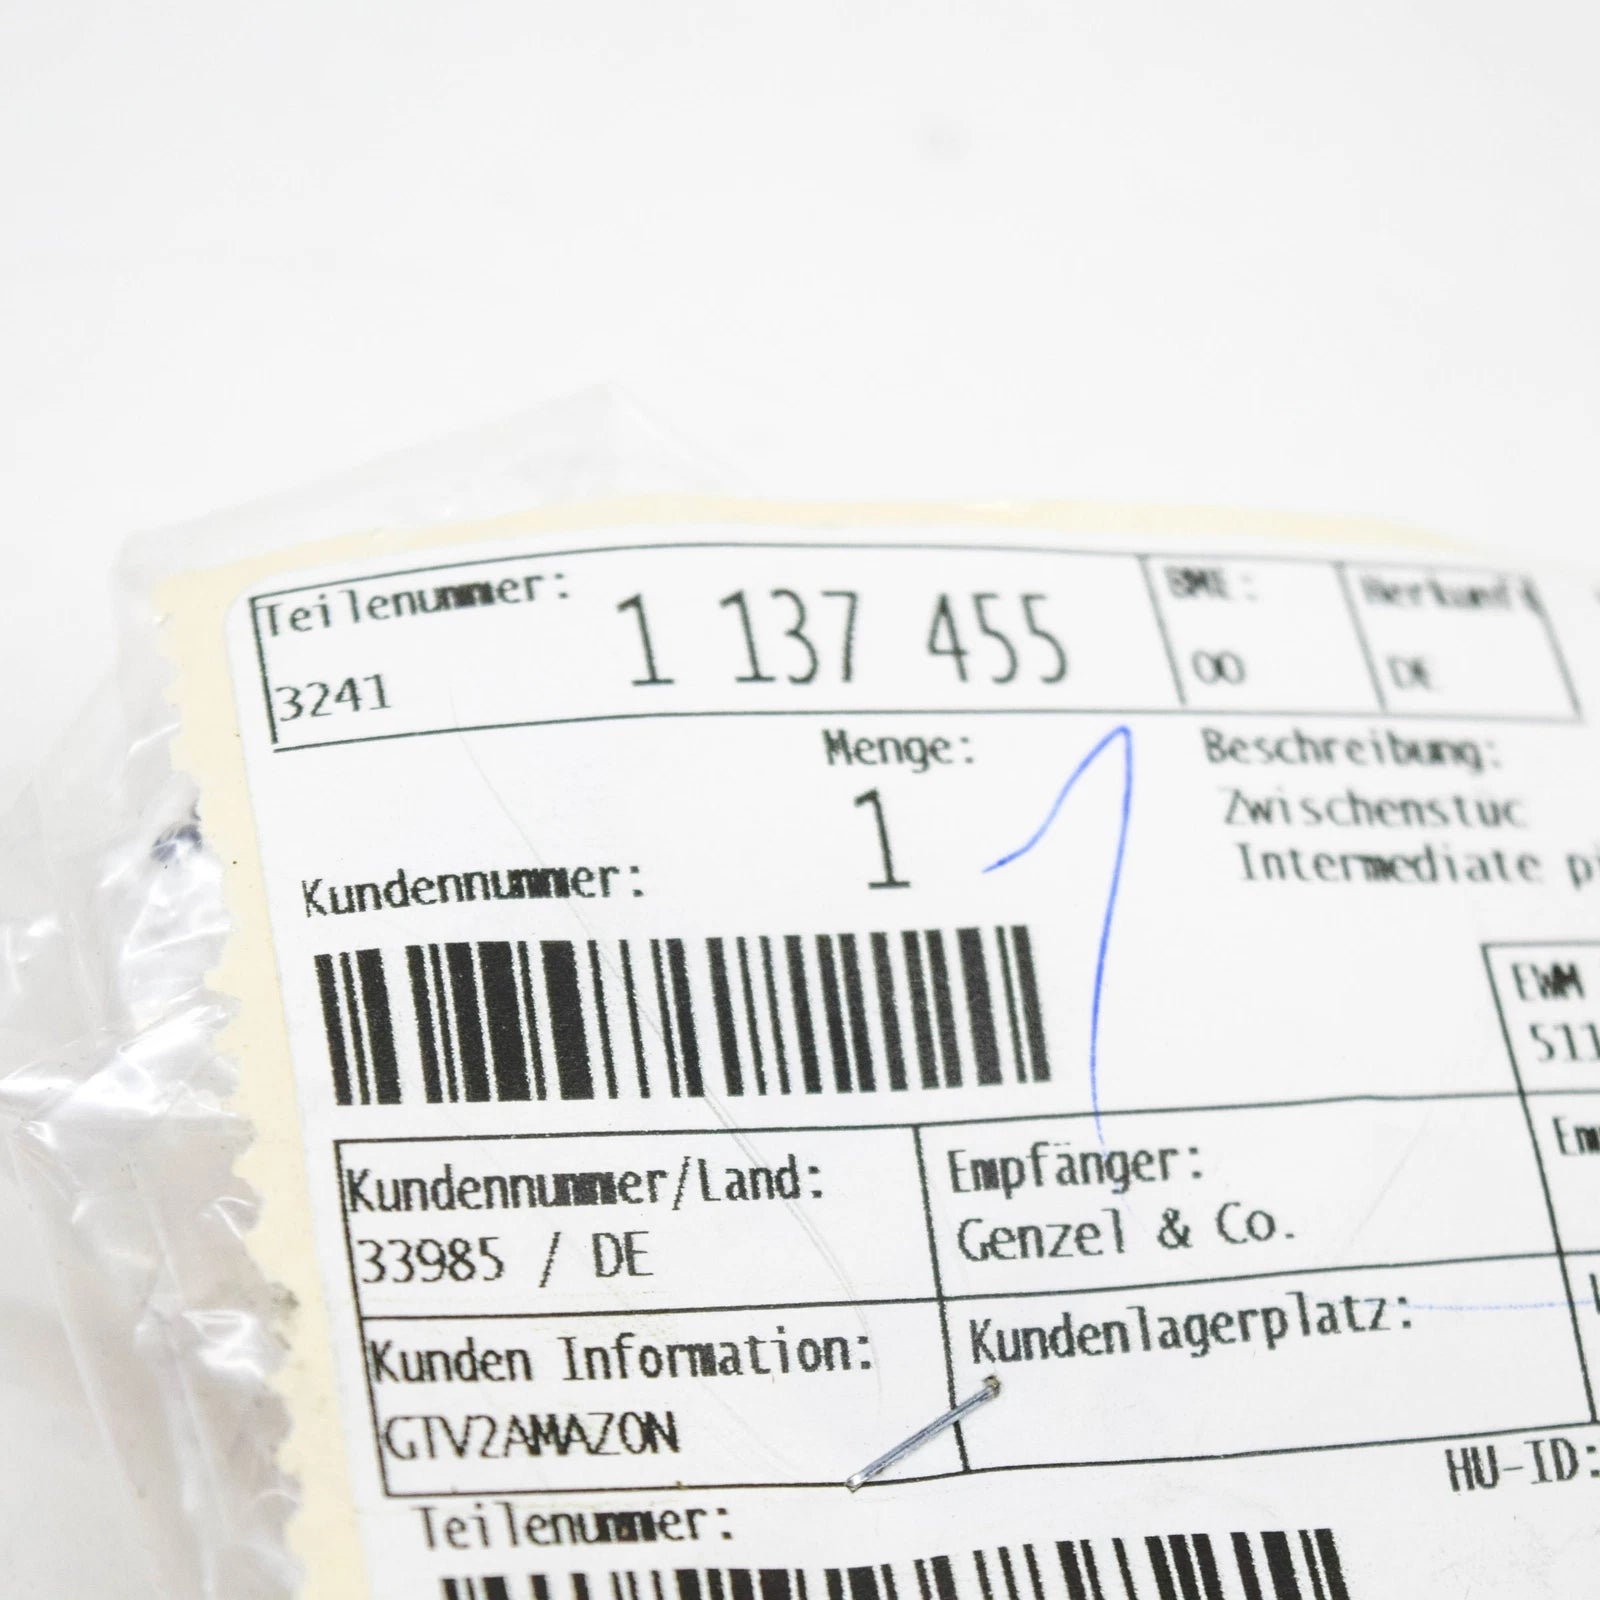 Teilenummer: 1 137 455 BME: Herkunft
3241 00 DE
Menge: Beschreibung:
1 Zwischenstüc
Kundennummer: Intermediate
EWM
511
Kundennummer/Land: Empfänger:
33985 / DE Genzel & Co.
Kunden Information: Kundenlagerplatz:
GTV2AMAZON
HU-ID:
Teilenummer: